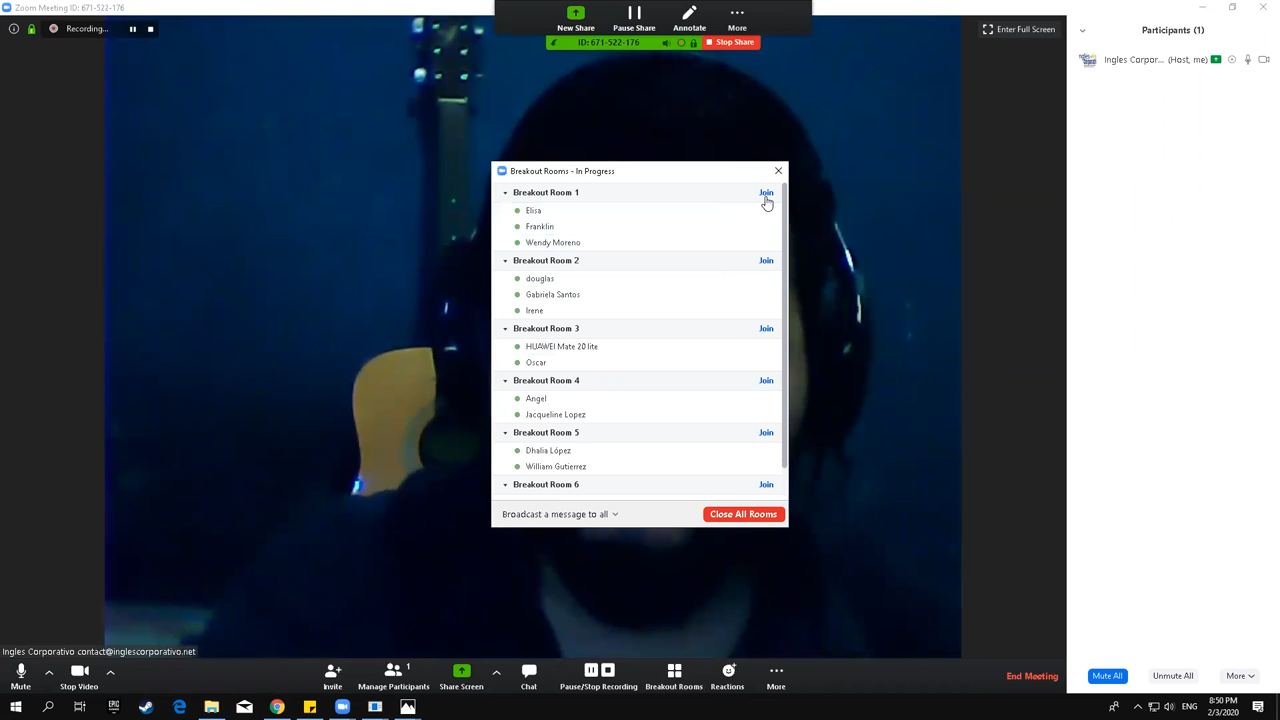 Zoom Meeting ID: 671-522-176
Recording...
New Share
Pause Share
Annotate
More
ID: 671-522-176
Stop Share
Enter Full Screen
Participants (1)
Ingles Corpor... (Host, me)
Breakout Rooms - In Progress
Breakout Room 1 Join
Elisa
Franklin
Wendy Moreno
Breakout Room 2 Join
douglas
Gabriela Santos
Irene
Breakout Room 3 Join
HUAWEI Mate 20 lite
Oscar
Breakout Room 4 Join
Angel
Jacqueline Lopez
Breakout Room 5 Join
Dhalia López
William Gutierrez
Breakout Room 6 Join
Broadcast a message to all
Close All Rooms
Ingles Corporativo contact@inglescorporativo.net
Mute
Stop Video
Invite
1
Manage Participants
Share Screen
Chat
Pause/Stop Recording
Breakout Rooms
Reactions
More
End Meeting
Mute All
Unmute All
More
EPIC
ENG
8:50 PM
2/3/2020